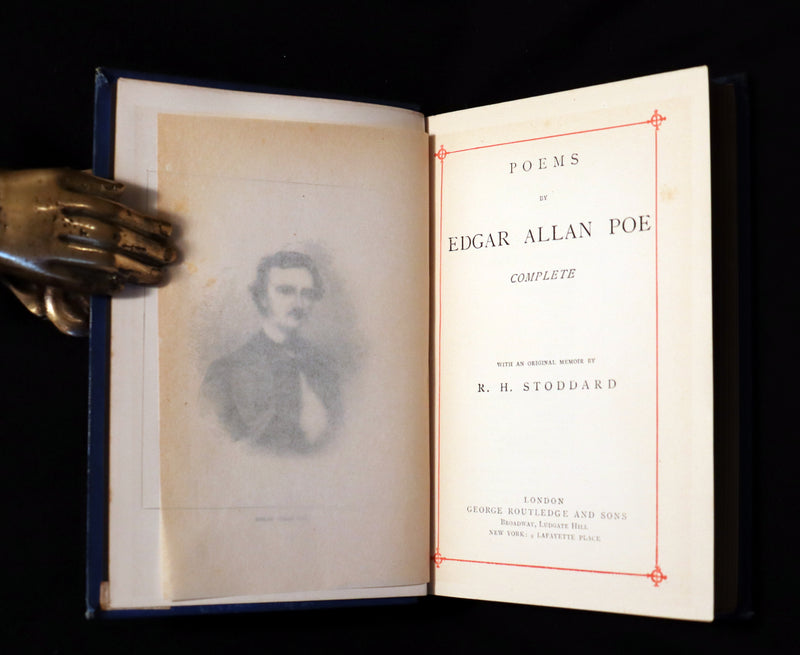 POEMS
BY
EDGAR ALLAN POE
COMPLETE
WITH AN ORIGINAL MEMOIR BY
R. H. STODDARD
LONDON
GEORGE ROUTLEDGE AND SONS
BROADWAY, LUDGATE HILL
NEW YORK: 9 LAFAYETTE PLACE